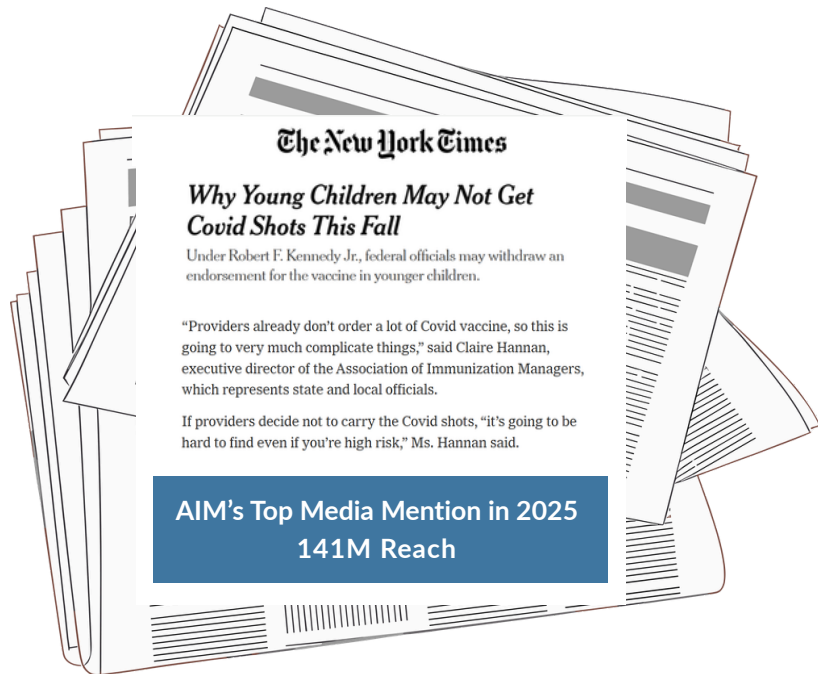 The New York Times
Why Young Children May Not Get
Covid Shots This Fall
Under Robert F. Kennedy Jr., federal officials may withdraw an
endorsement for the vaccine in younger children.
“Providers already don’t order a lot of Covid vaccine, so this is
going to very much complicate things,” said Claire Hannan,
executive director of the Association of Immunization Managers,
which represents state and local officials.
If providers decide not to carry the Covid shots, “it’s going to be
hard to find even if you’re high risk,” Ms. Hannan said.
AIM’s Top Media Mention in 2025
141M Reach